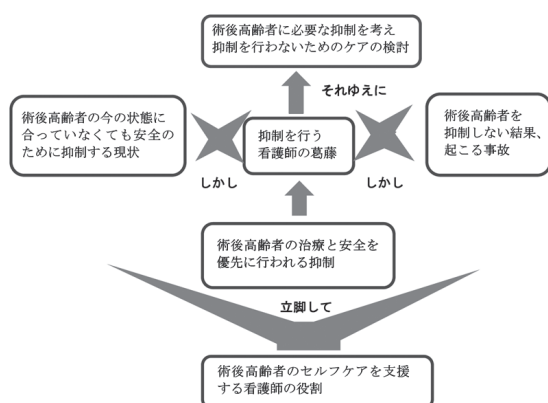 術後高齢者に必要な抑制を考え
抑制を行わないためのケアの検討
それゆえに
術後高齢者の今の状態に
合っていなくても安全の
ために抑制する現状
抑制を行う
看護師の葛藤
術後高齢者を
抑制しない結果、
起こる事故
しかし
しかし
術後高齢者の治療と安全を
優先に行われる抑制
立脚して
術後高齢者のセルフケアを支援
する看護師の役割